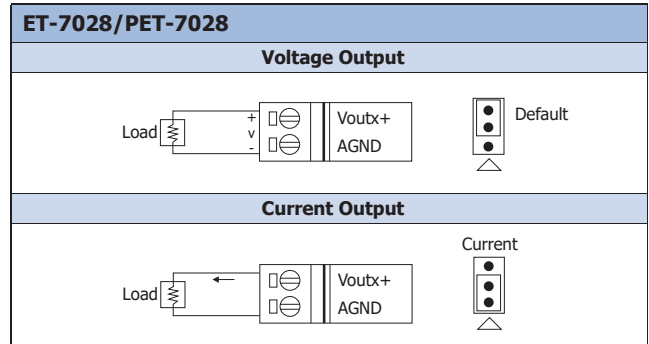 ET-7028/PET-7028
Voltage Output
Load
+
v
-
Voutx+
AGND
Default
Current Output
Current
Load
Voutx+
AGND